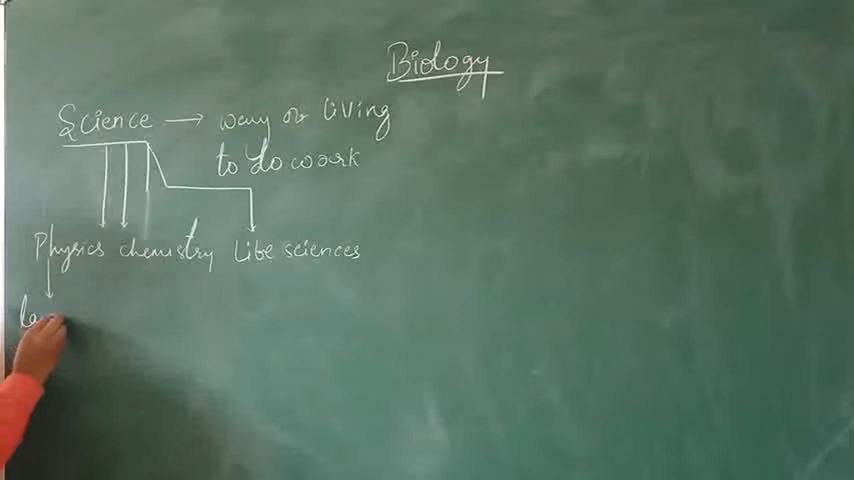 Biology
Science → way of living
to do work
Physics chemistry Life sciences